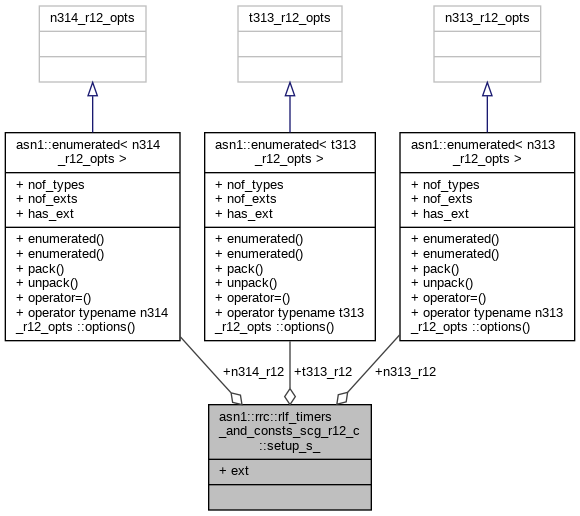 n314_r12_opts
t313_r12_opts
n313_r12_opts
asn1::enumerated< n314
_r12_opts >
+ nof_types
+ nof_exts
+ has_ext
+ enumerated()
+ enumerated()
+ pack()
+ unpack()
+ operator=()
+ operator typename n314
_r12_opts ::options()
asn1::enumerated< t313
_r12_opts >
+ nof_types
+ nof_exts
+ has_ext
+ enumerated()
+ enumerated()
+ pack()
+ unpack()
+ operator=()
+ operator typename t313
_r12_opts ::options()
asn1::enumerated< n313
_r12_opts >
+ nof_types
+ nof_exts
+ has_ext
+ enumerated()
+ enumerated()
+ pack()
+ unpack()
+ operator=()
+ operator typename n313
_r12_opts ::options()
+n314_r12
+t313_r12
+n313_r12
asn1::rrc::rlf_timers
_and_consts_scg_r12_c
::setup_s_
+ ext